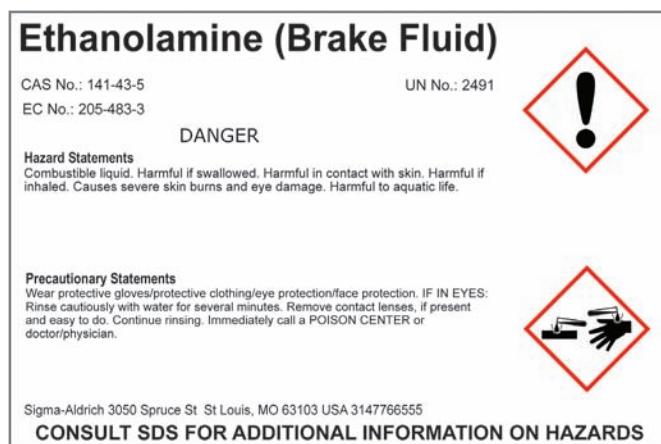 Ethanolamine (Brake Fluid)
CAS No.: 141-43-5
UN No.: 2491
EC No.: 205-483-3
DANGER
Hazard Statements
Combustible liquid. Harmful if swallowed. Harmful in contact with skin. Harmful if
inhaled. Causes severe skin burns and eye damage. Harmful to aquatic life.
Precautionary Statements
Wear protective gloves/protective clothing/eye protection/face protection. IF IN EYES:
Rinse cautiously with water for several minutes. Remove contact lenses, if present
and easy to do. Continue rinsing. Immediately call a POISON CENTER or
doctor/physician.
Sigma-Aldrich 3050 Spruce St St Louis, MO 63103 USA 3147766555
CONSULT SDS FOR ADDITIONAL INFORMATION ON HAZARDS